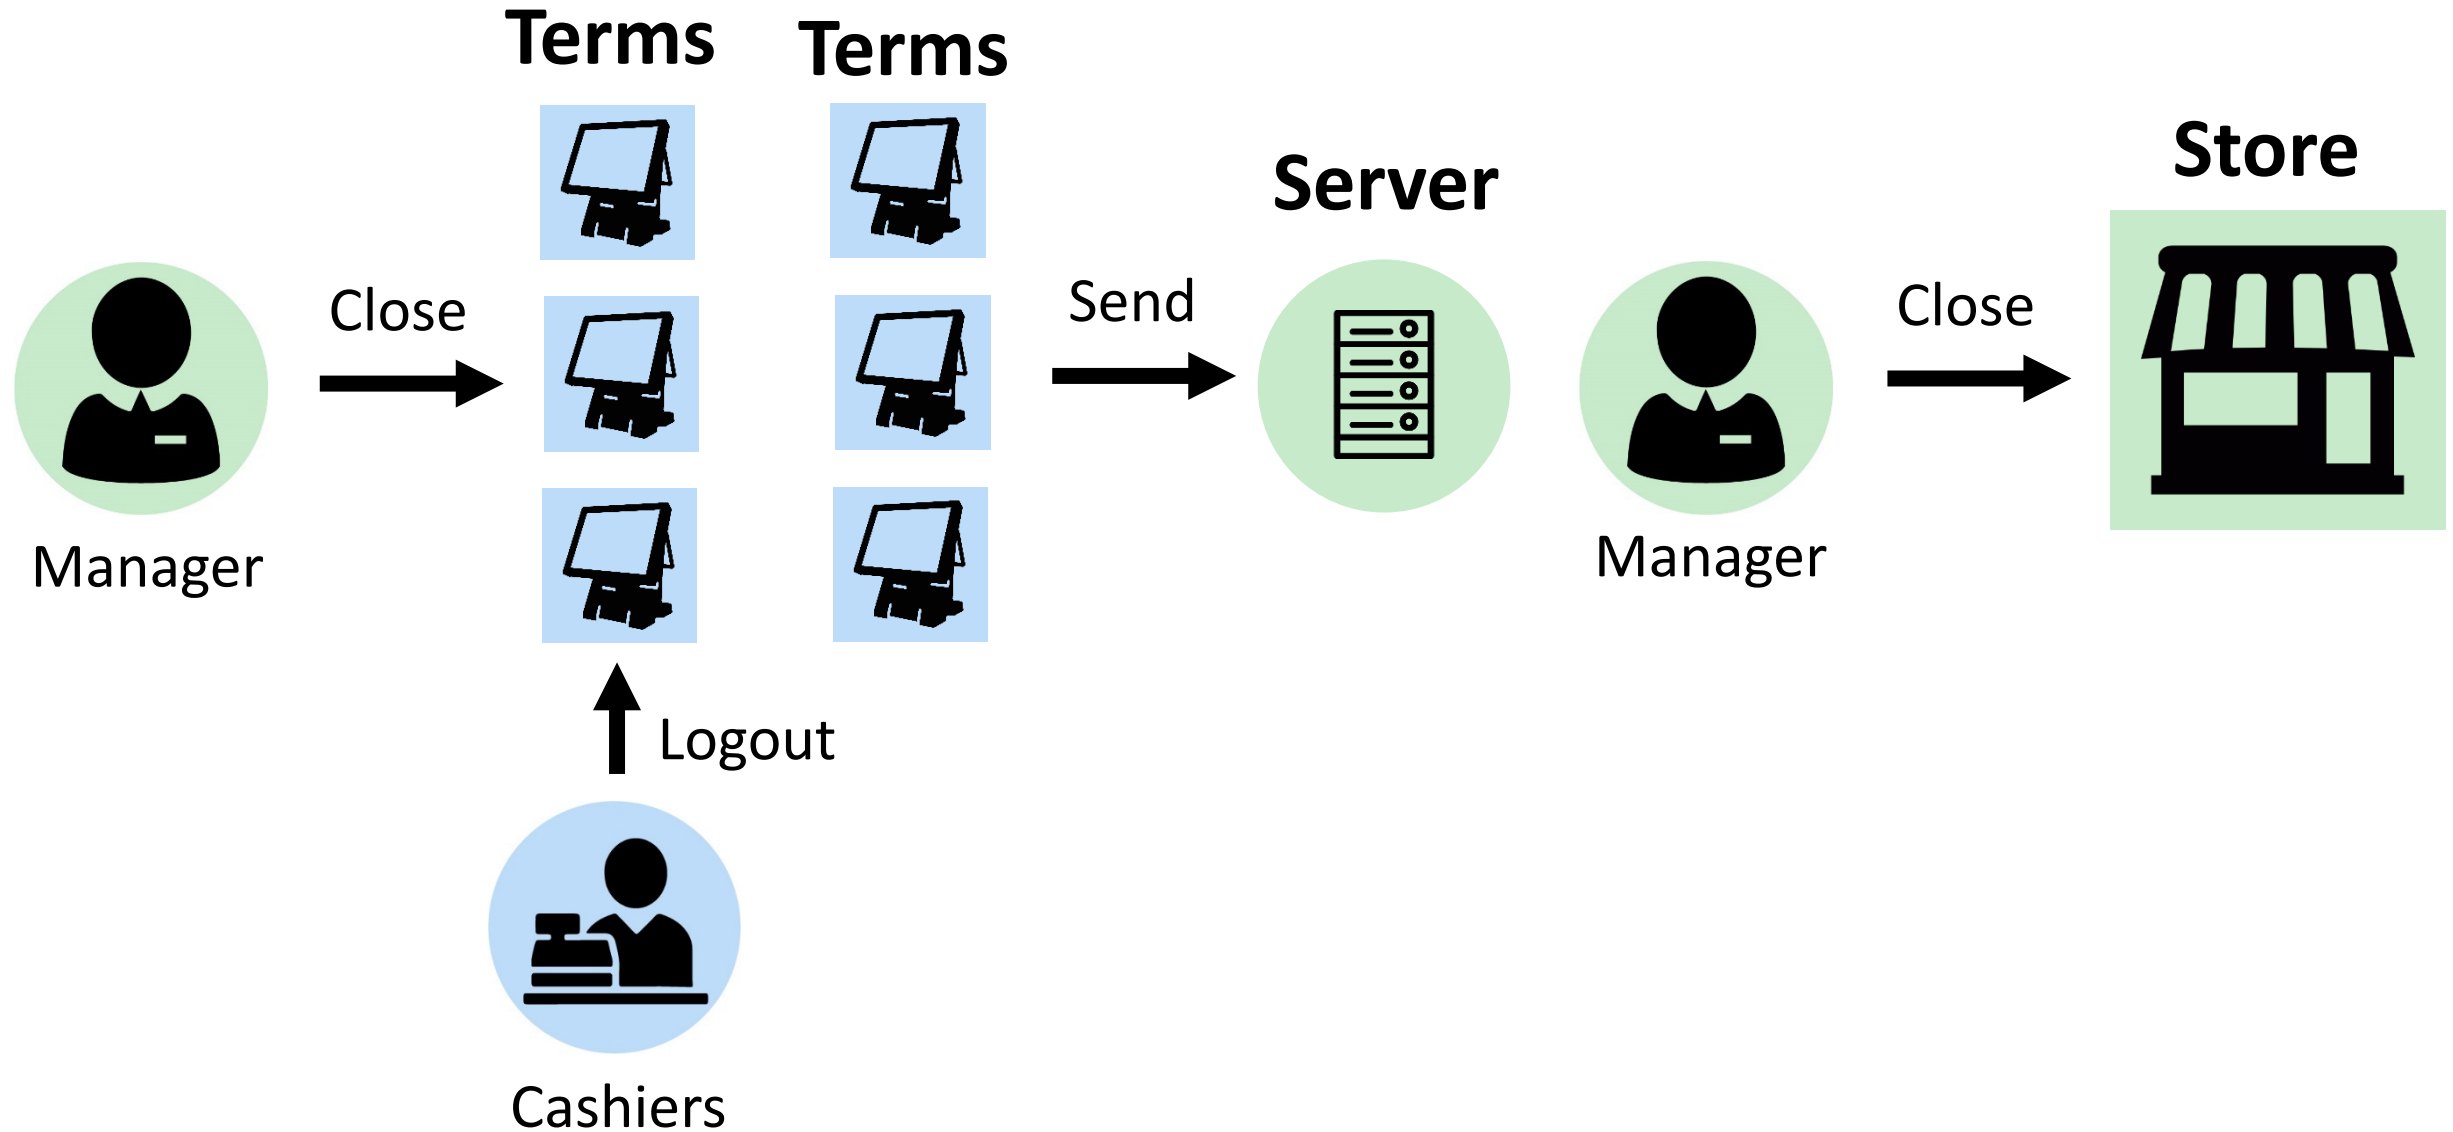 Terms
Terms
Server
Store
Close
Send
Close
Manager
Manager
Logout
Cashiers